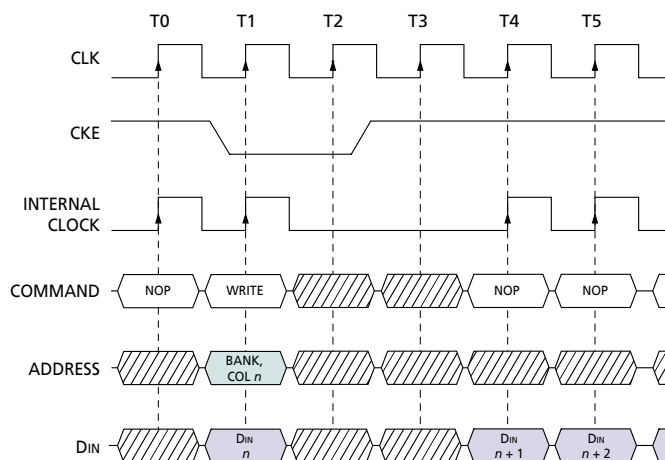 T0 T1 T2 T3 T4 T5
CLK
CKE
INTERNAL
CLOCK
COMMAND NOP WRITE NOP NOP
ADDRESS BANK,
COL n
DIN DIN
n DIN
n + 1 DIN
n + 2